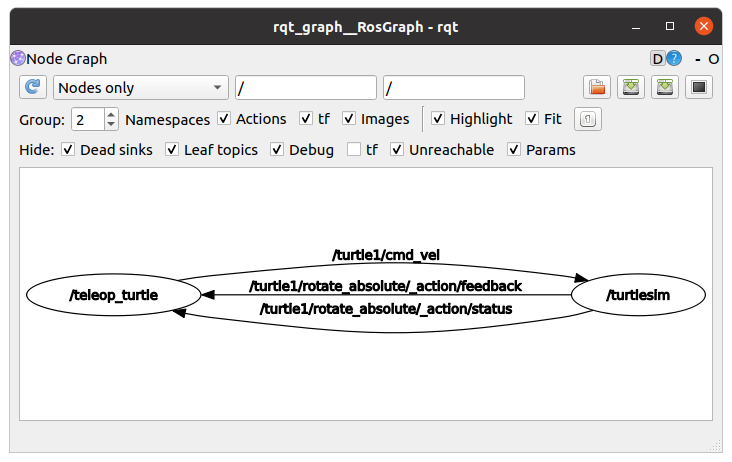 rqt_graph__RosGraph - rqt
Node Graph D ? - O
Nodes only / /
Group: 2 Namespaces Actions tf Images Highlight Fit
Hide: Dead sinks Leaf topics Debug tf Unreachable Params
/turtle1/cmd_vel
/teleop_turtle
/turtle1/rotate_absolute/_action/feedback
/turtlesim
/turtle1/rotate_absolute/_action/status